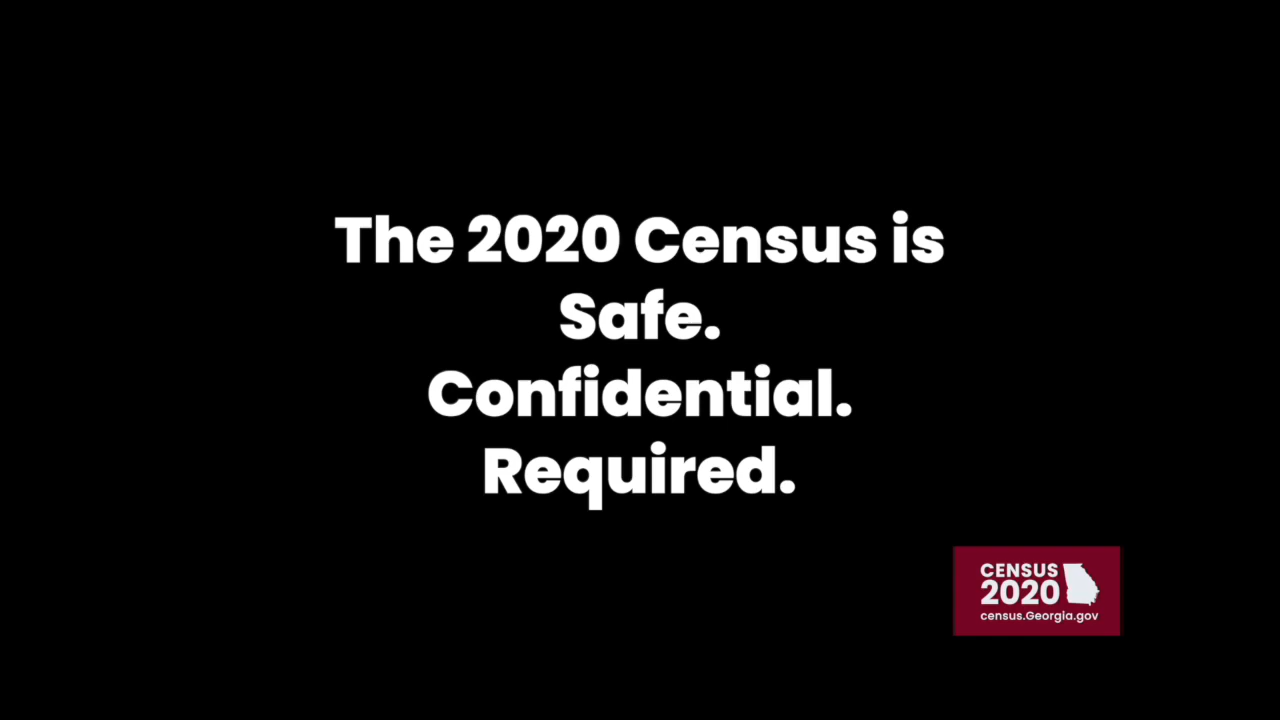 The 2020 Census is
Safe.
Confidential.
Required.
CENSUS
2020
census.Georgia.gov